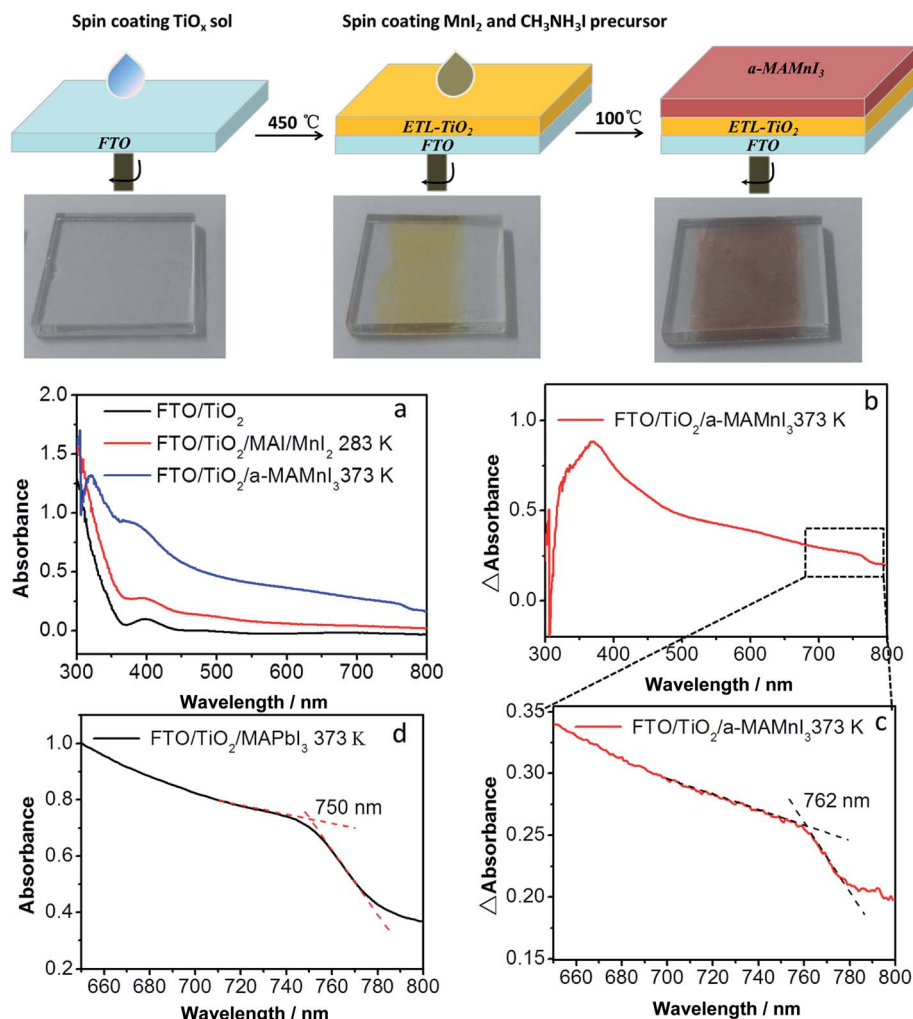 Spin coating TiOₓ sol
Spin coating MnI₂ and CH₃NH₃I precursor
FTO
450 ℃
ETL-TiO₂
FTO
100℃
a-MAMnI₃
ETL-TiO₂
FTO
a
FTO/TiO₂
FTO/TiO₂/MAI/MnI₂ 283 K
FTO/TiO₂/a-MAMnI₃373 K
Absorbance
2.0
1.5
1.0
0.5
0.0
300 400 500 600 700 800
Wavelength / nm
b
FTO/TiO₂/a-MAMnI₃373 K
△Absorbance
1.0
0.5
0.0
300 400 500 600 700 800
Wavelength / nm
d
FTO/TiO₂/MAPbI₃ 373 K
750 nm
Absorbance
1.0
0.8
0.6
0.4
0.2
660 680 700 720 740 760 780 800
Wavelength / nm
c
FTO/TiO₂/a-MAMnI₃373 K
762 nm
△Absorbance
0.35
0.30
0.25
0.20
0.15
660 680 700 720 740 760 780 800
Wavelength / nm